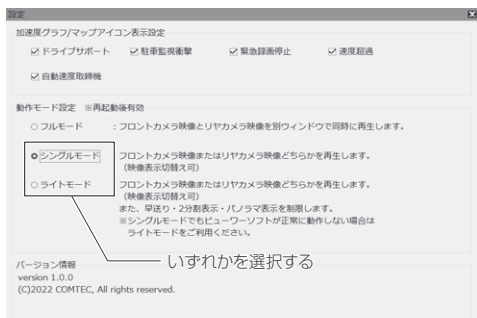 設定
加速度グラフ/マップアイコン表示設定
ドライブサポート 駐車監視衝撃 緊急録画停止 速度超過
自動速度取締機
動作モード設定 ※再起動後有効
フルモード : フロントカメラ映像とリヤカメラ映像を別ウィンドウで同時に再生します。
シングルモード フロントカメラ映像またはリヤカメラ映像どちらかを再生します。
(映像表示切替え可)
ライトモード フロントカメラ映像またはリヤカメラ映像どちらかを再生します。
(映像表示切替え可)
また、早送り・2分割表示・パノラマ表示を制限します。
※シングルモードでもビューワーソフトが正常に動作しない場合は
ライトモードをご利用ください。
いずれかを選択する
バージョン情報
version 1.0.0
(C)2022 COMTEC, All rights reserved.